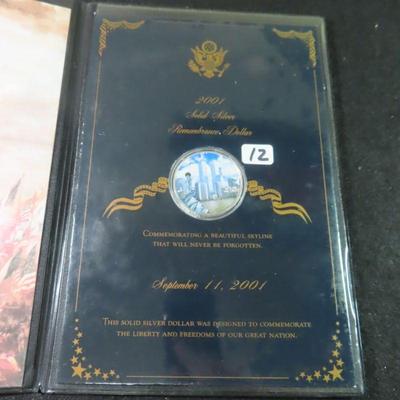 2001
Solid Silver
Remembrance Dollar
12
COMMEMORATING A BEAUTIFUL SKYLINE
THAT WILL NEVER BE FORGOTTEN.
September 11, 2001
THIS SOLID SILVER DOLLAR WAS DESIGNED TO COMMEMORATE
THE LIBERTY AND FREEDOMS OF OUR GREAT NATION.